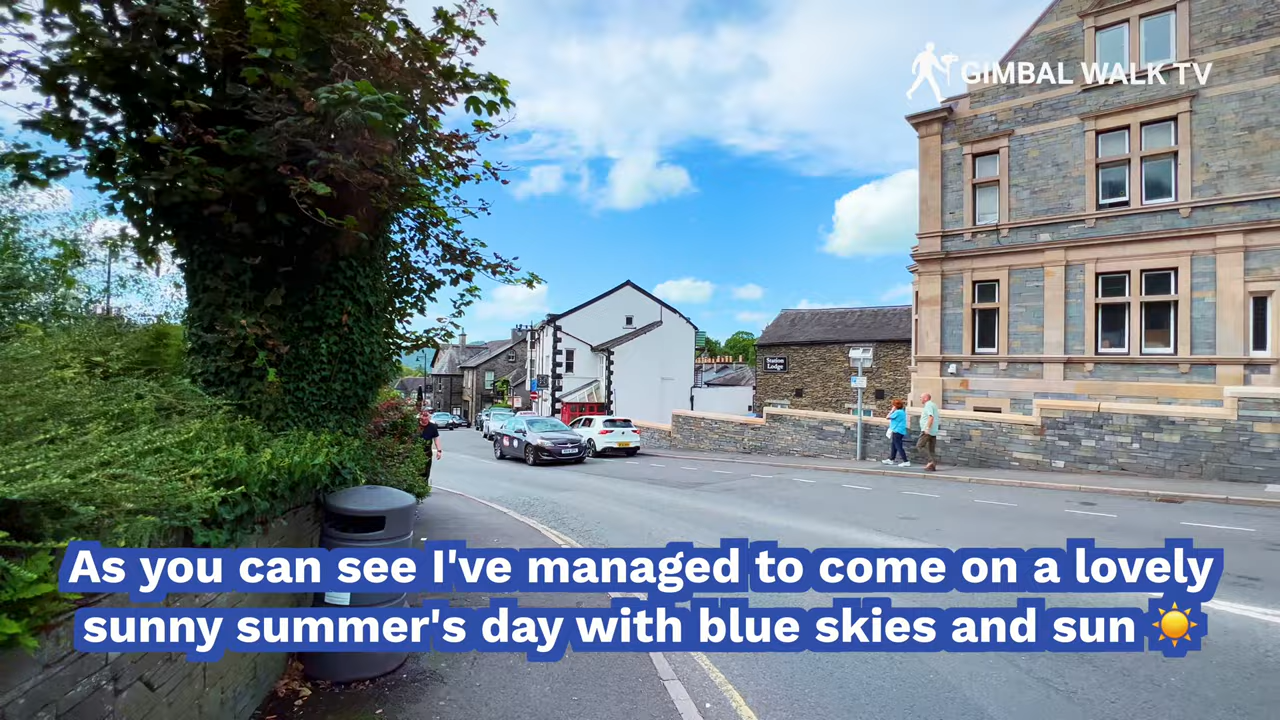 GIMBAL WALK TV
Station
Lodge
As you can see I've managed to come on a lovely
sunny summer's day with blue skies and sun ☀️